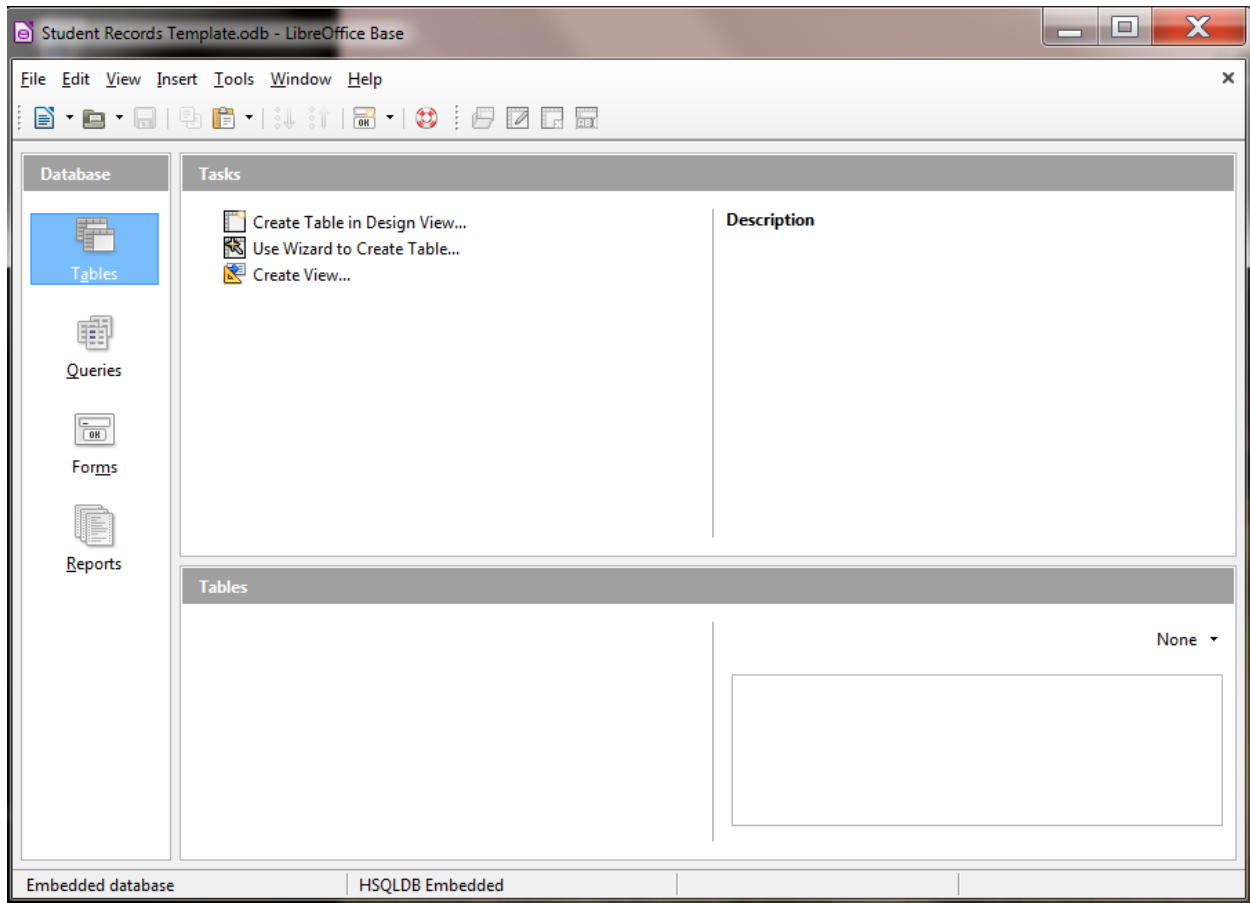 Student Records Template.odb - LibreOffice Base
File Edit View Insert Tools Window Help
Database
Tables
Queries
Forms
Reports
Tasks
Create Table in Design View...
Use Wizard to Create Table...
Create View...
Description
Tables
None
Embedded database
HSQLDB Embedded